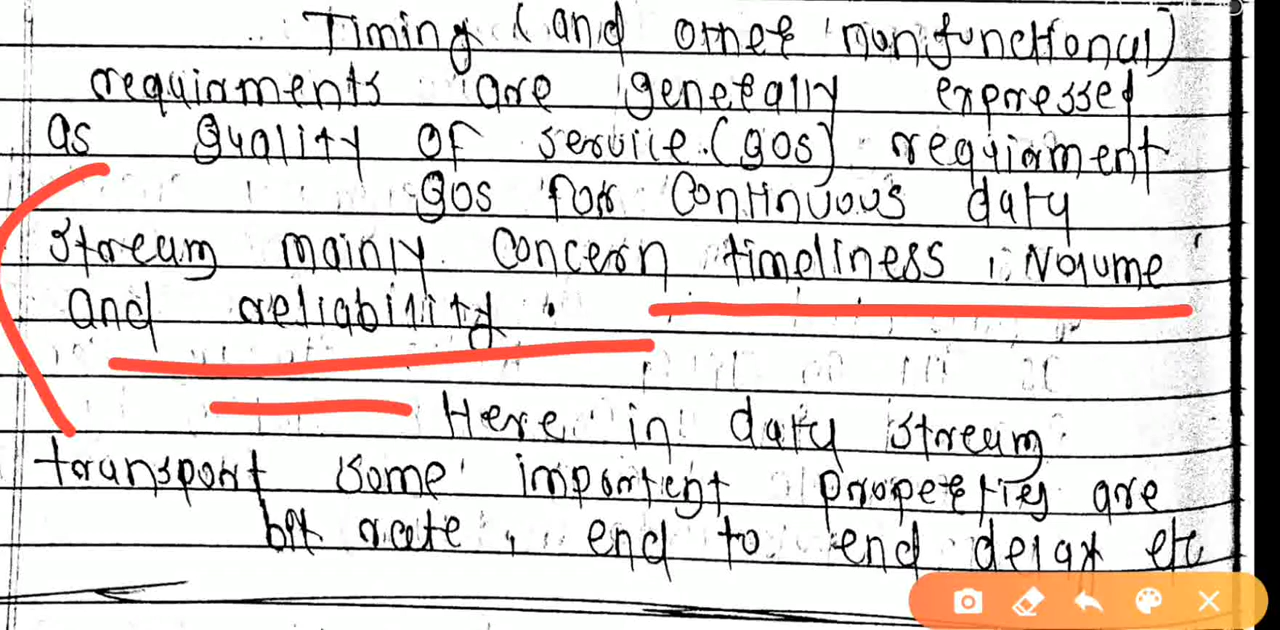 Timing (and other nonfunctional)
requirments are generally expressed
as quality of service (qos) requirment
qos for continuous data
stream mainly concern timeliness, Volume
and reliability.
Here in data stream
transport some importent properties are
bit rate, end to end delay etc